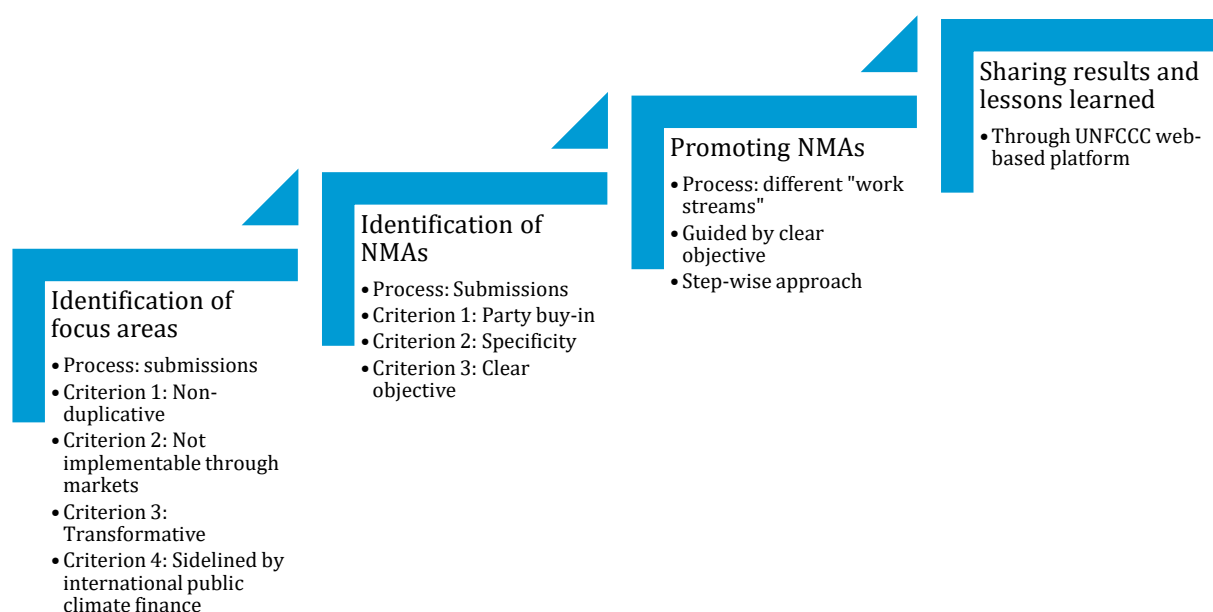 Identification of
focus areas
• Process: submissions
• Criterion 1: Non-
duplicative
• Criterion 2: Not
implementable through
markets
• Criterion 3:
Transformative
• Criterion 4: Sidelined by
international public
climate finance
Identification of
NMAs
• Process: Submissions
• Criterion 1: Party buy-in
• Criterion 2: Specificity
• Criterion 3: Clear
objective
Promoting NMAs
• Process: different "work
streams"
• Guided by clear
objective
• Step-wise approach
Sharing results and
lessons learned
• Through UNFCCC web-
based platform